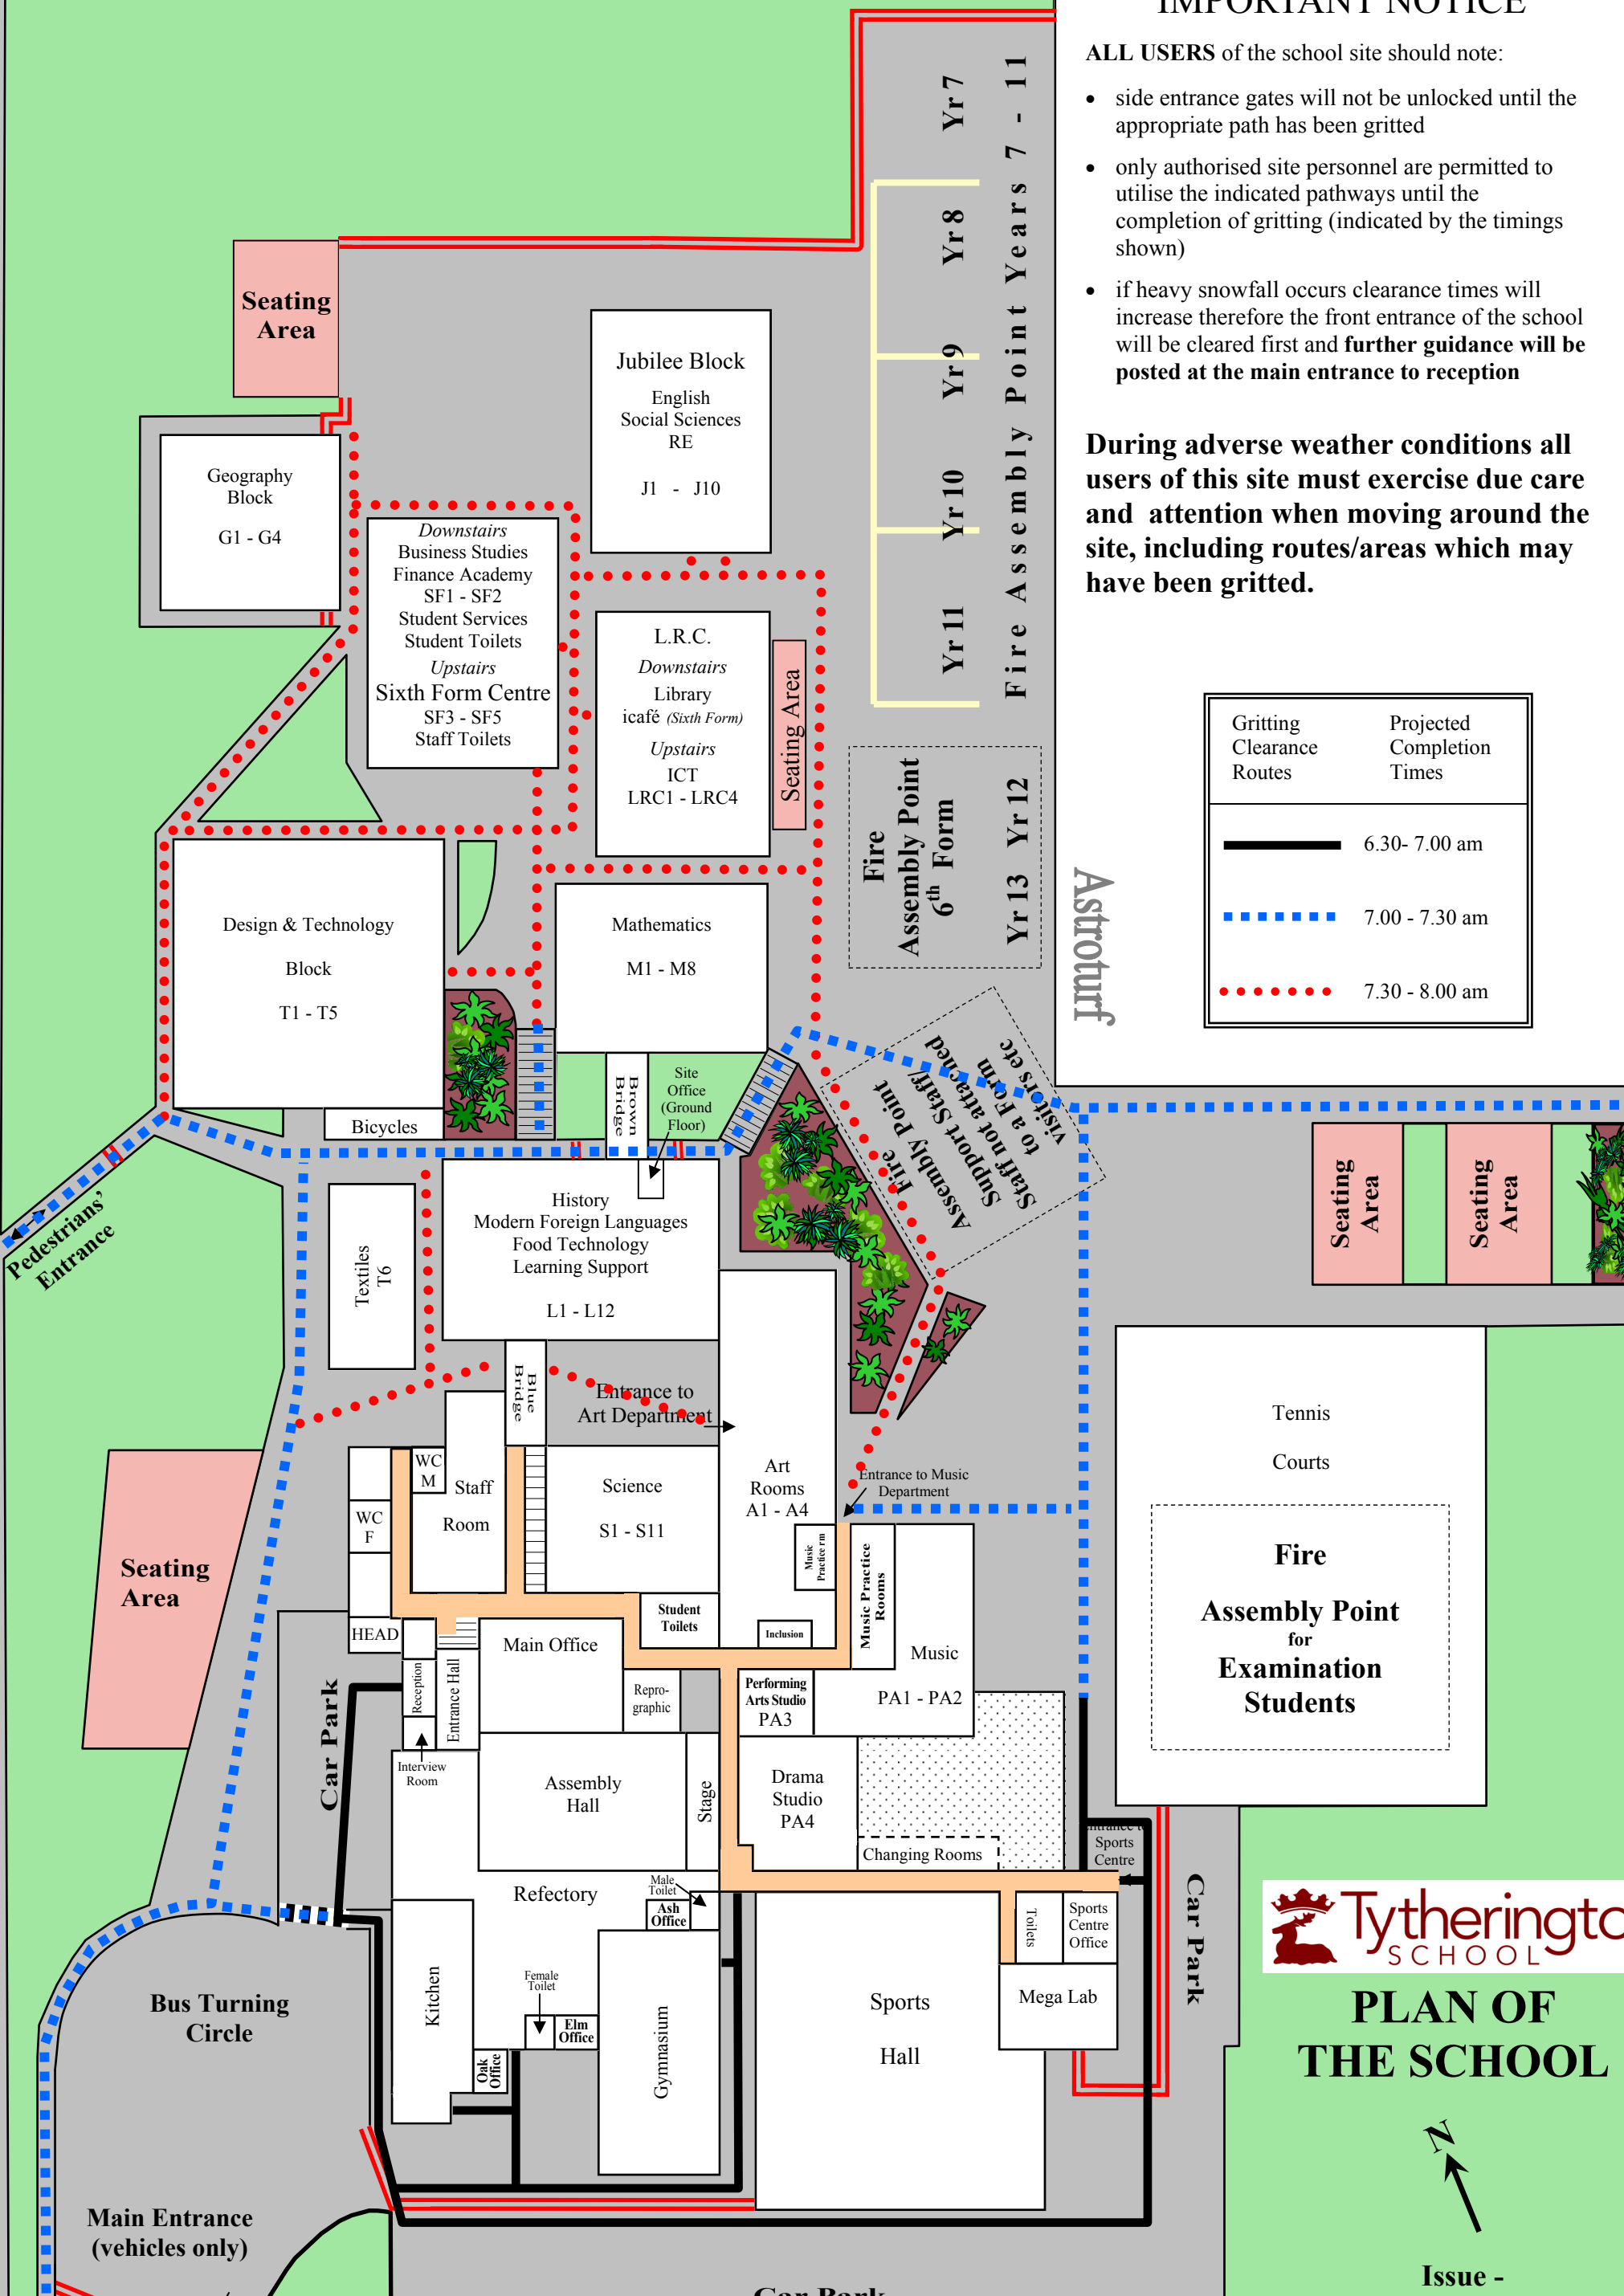 IMPORTANT NOTICE
ALL USERS of the school site should note:
• side entrance gates will not be unlocked until the
appropriate path has been gritted
• only authorised site personnel are permitted to
utilise the indicated pathways until the
completion of gritting (indicated by the timings
shown)
• if heavy snowfall occurs clearance times will
increase therefore the front entrance of the school
will be cleared first and further guidance will be
posted at the main entrance to reception
During adverse weather conditions all
users of this site must exercise due care
and attention when moving around the
site, including routes/areas which may
have been gritted.
Gritting
Clearance
Routes
Projected
Completion
Times
6.30- 7.00 am
7.00 - 7.30 am
7.30 - 8.00 am
Yr 7
Yr 8
Yr 9
Yr 10
Yr 11
Fire Assembly Point Years 7 - 11
Seating
Area
Jubilee Block
English
Social Sciences
RE
J1 - J10
Geography
Block
G1 - G4
Downstairs
Business Studies
Finance Academy
SF1 - SF2
Student Services
Student Toilets
Upstairs
Sixth Form Centre
SF3 - SF5
Staff Toilets
L.R.C.
Downstairs
Library
icafé (Sixth Form)
Upstairs
ICT
LRC1 - LRC4
Seating Area
Fire
Assembly Point
6th Form
Yr 13 Yr 12
Astroturf
Design & Technology
Block
T1 - T5
Mathematics
M1 - M8
Bicycles
Brown
Bridge
Site
Office
(Ground
Floor)
Fire Point
Assembly Point
Support Staff/
Staff not attached
to a Form
visitors etc
Seating
Area
Seating
Area
Pedestrians'
Entrance
Textiles
T6
History
Modern Foreign Languages
Food Technology
Learning Support
L1 - L12
Blue
Bridge
Entrance to
Art Department
Tennis
Courts
Fire
Assembly Point
for
Examination
Students
WC
M
Staff
Room
WC
F
Science
S1 - S11
Art
Rooms
A1 - A4
Entrance to Music
Department
Music
Practice rm
Music Practice
Rooms
Seating
Area
HEAD
Student
Toilets
Inclusion
Main Office
Music
PA1 - PA2
Reception
Entrance Hall
Repro-
graphic
Performing
Arts Studio
PA3
Car Park
Interview
Room
Assembly
Hall
Stage
Drama
Studio
PA4
Changing Rooms
Entrance to
Sports
Centre
Refectory
Male
Toilet
Ash
Office
Toilets
Sports
Centre
Office
Car Park
Tytheringto
SCHOOL
PLAN OF
THE SCHOOL
Kitchen
Female
Toilet
Elm
Office
Oak
Office
Gymnasium
Sports
Hall
Mega Lab
Bus Turning
Circle
N
Main Entrance
(vehicles only)
Issue -
Car Park